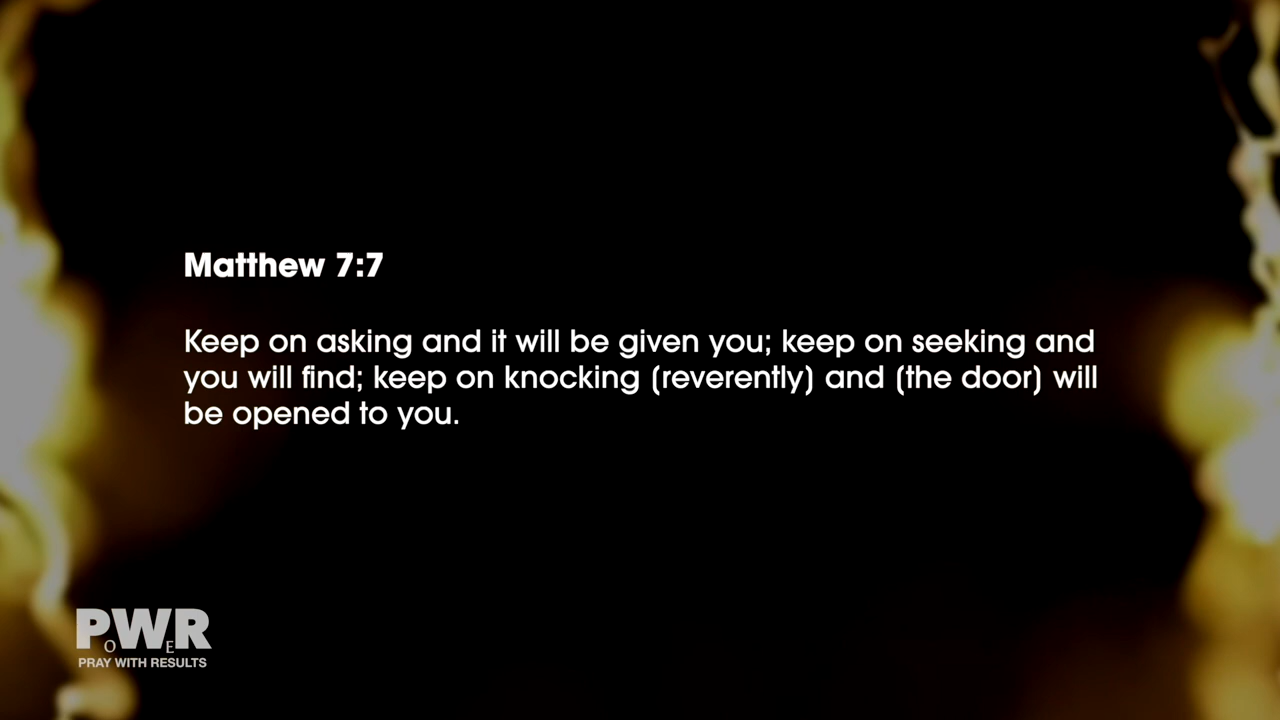 Matthew 7:7
Keep on asking and it will be given you; keep on seeking and
you will find; keep on knocking (reverently) and (the door) will
be opened to you.
PoWER
PRAY WITH RESULTS